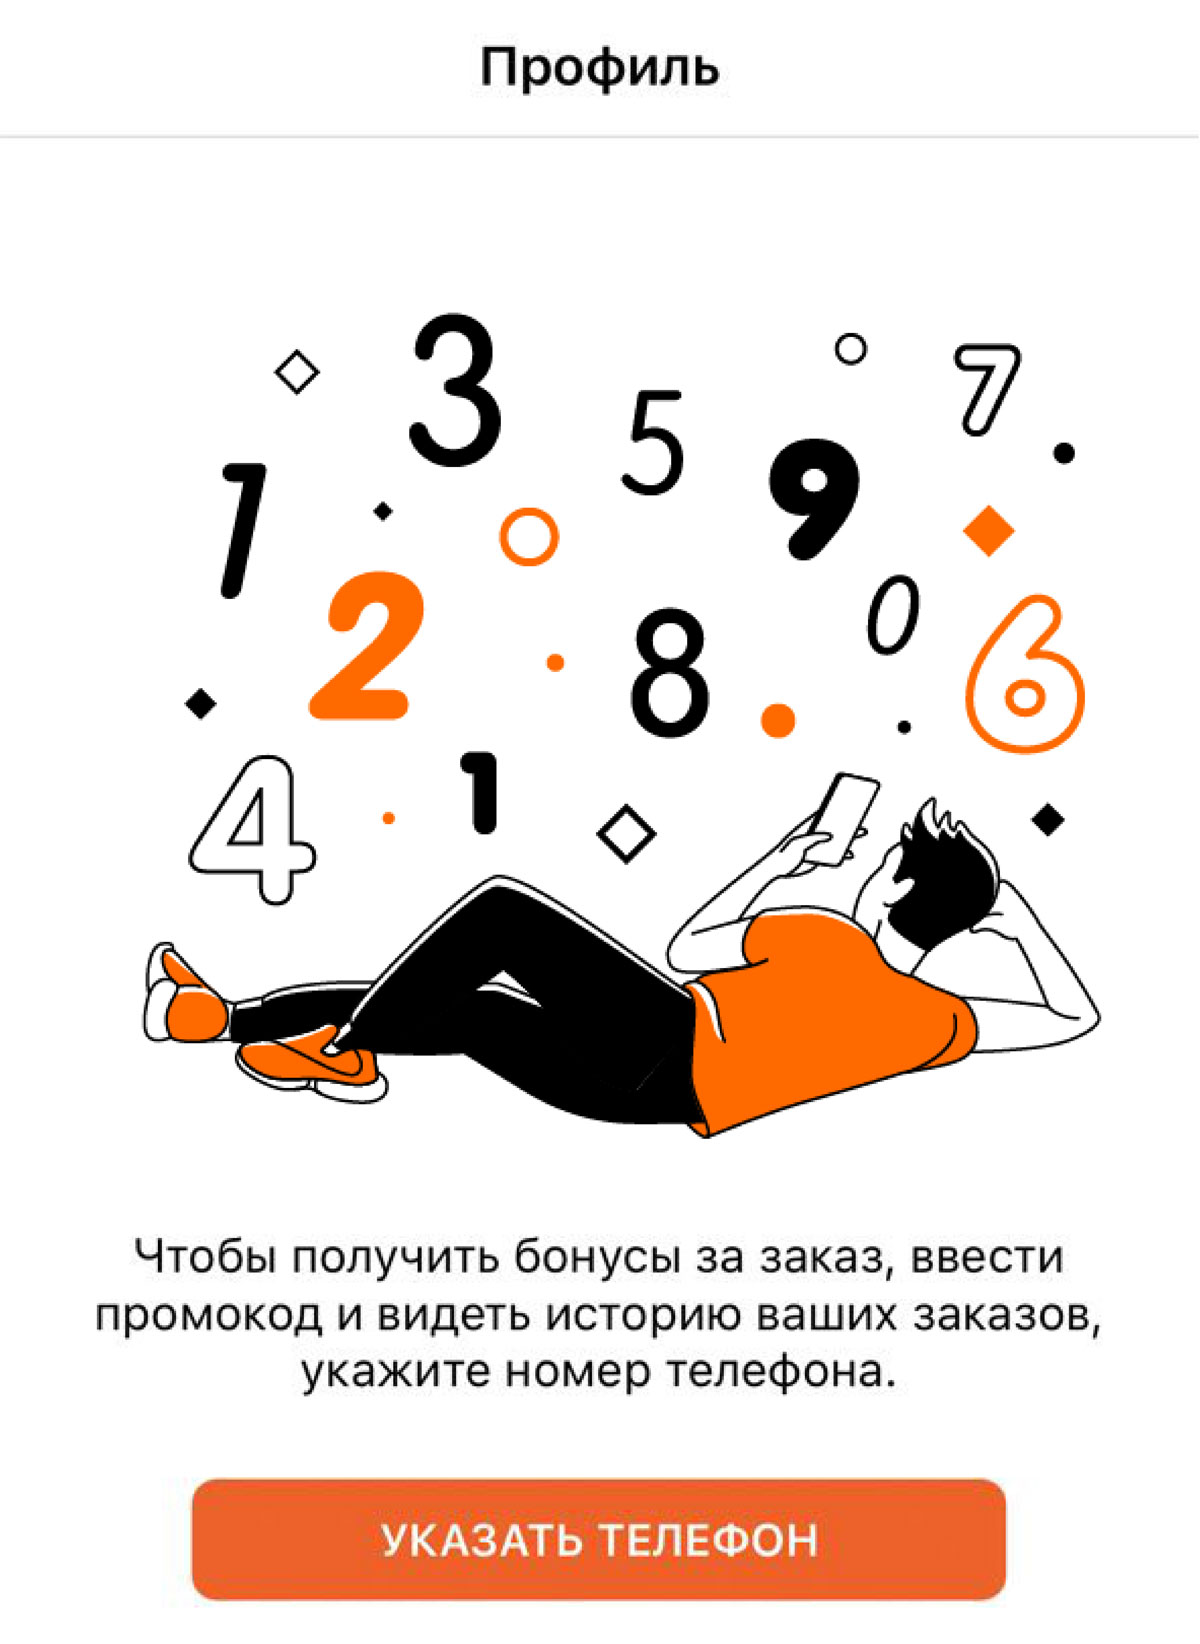 Профиль
3
7
5
1
9
2
0
8
6
4
1
Чтобы получить бонусы за заказ, ввести
промокод и видеть историю ваших заказов,
укажите номер телефона.
УКАЗАТЬ ТЕЛЕФОН